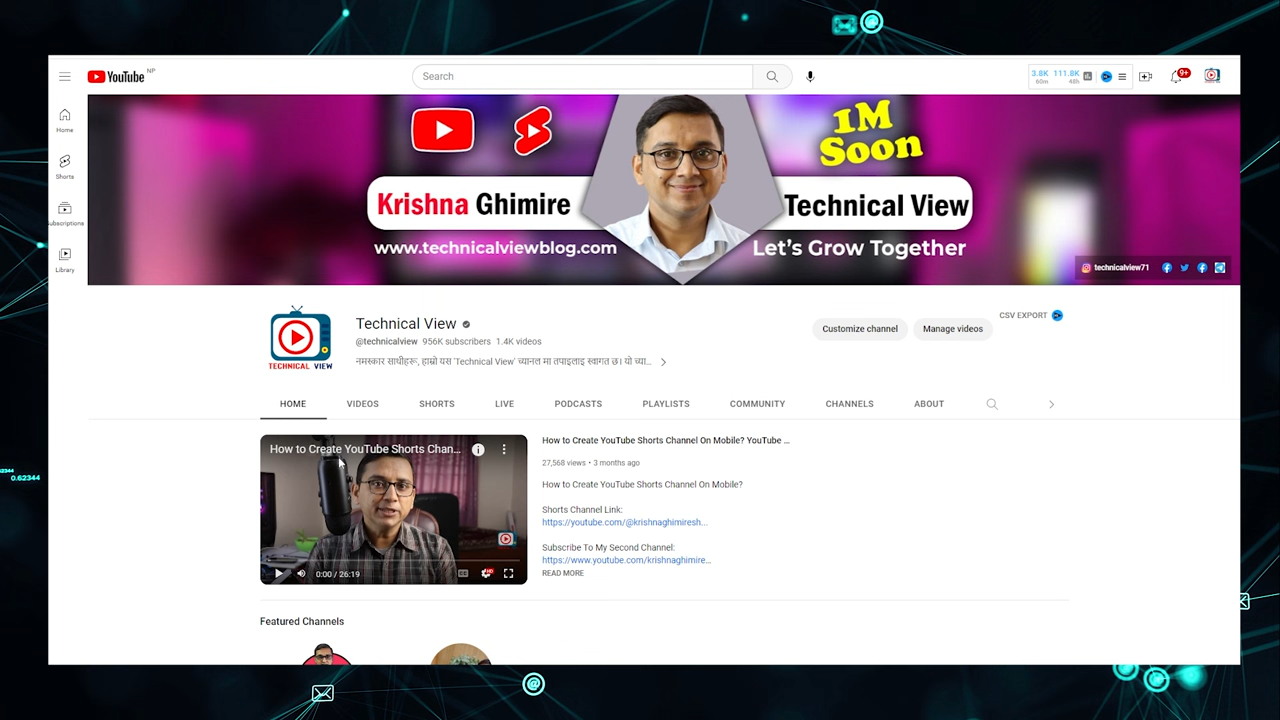 YouTube NP
Search
3.8K 111.8K
60m 48h
9+
Home
Shorts
Subscriptions
Library
1M
Soon
Krishna Ghimire
Technical View
www.technicalviewblog.com
Let's Grow Together
technicalview71
CSV EXPORT
Technical View
Customize channel
Manage videos
@technicalview 956K subscribers 1.4K videos
नमस्कार साथीहरू, हाम्रो यस 'Technical View' च्यानल मा तपाइलाइ स्वागत छ। यो च्या...
TECHNICAL VIEW
HOME VIDEOS SHORTS LIVE PODCASTS PLAYLISTS COMMUNITY CHANNELS ABOUT
How to Create YouTube Shorts Chan...
How to Create YouTube Shorts Channel On Mobile? YouTube ...
27,568 views • 3 months ago
How to Create YouTube Shorts Channel On Mobile?
Shorts Channel Link:
https://youtube.com/@krishnaghimiresh...
Subscribe To My Second Channel:
https://www.youtube.com/krishnaghimire...
READ MORE
0:00 / 26:19
HD
Featured Channels
0.62344